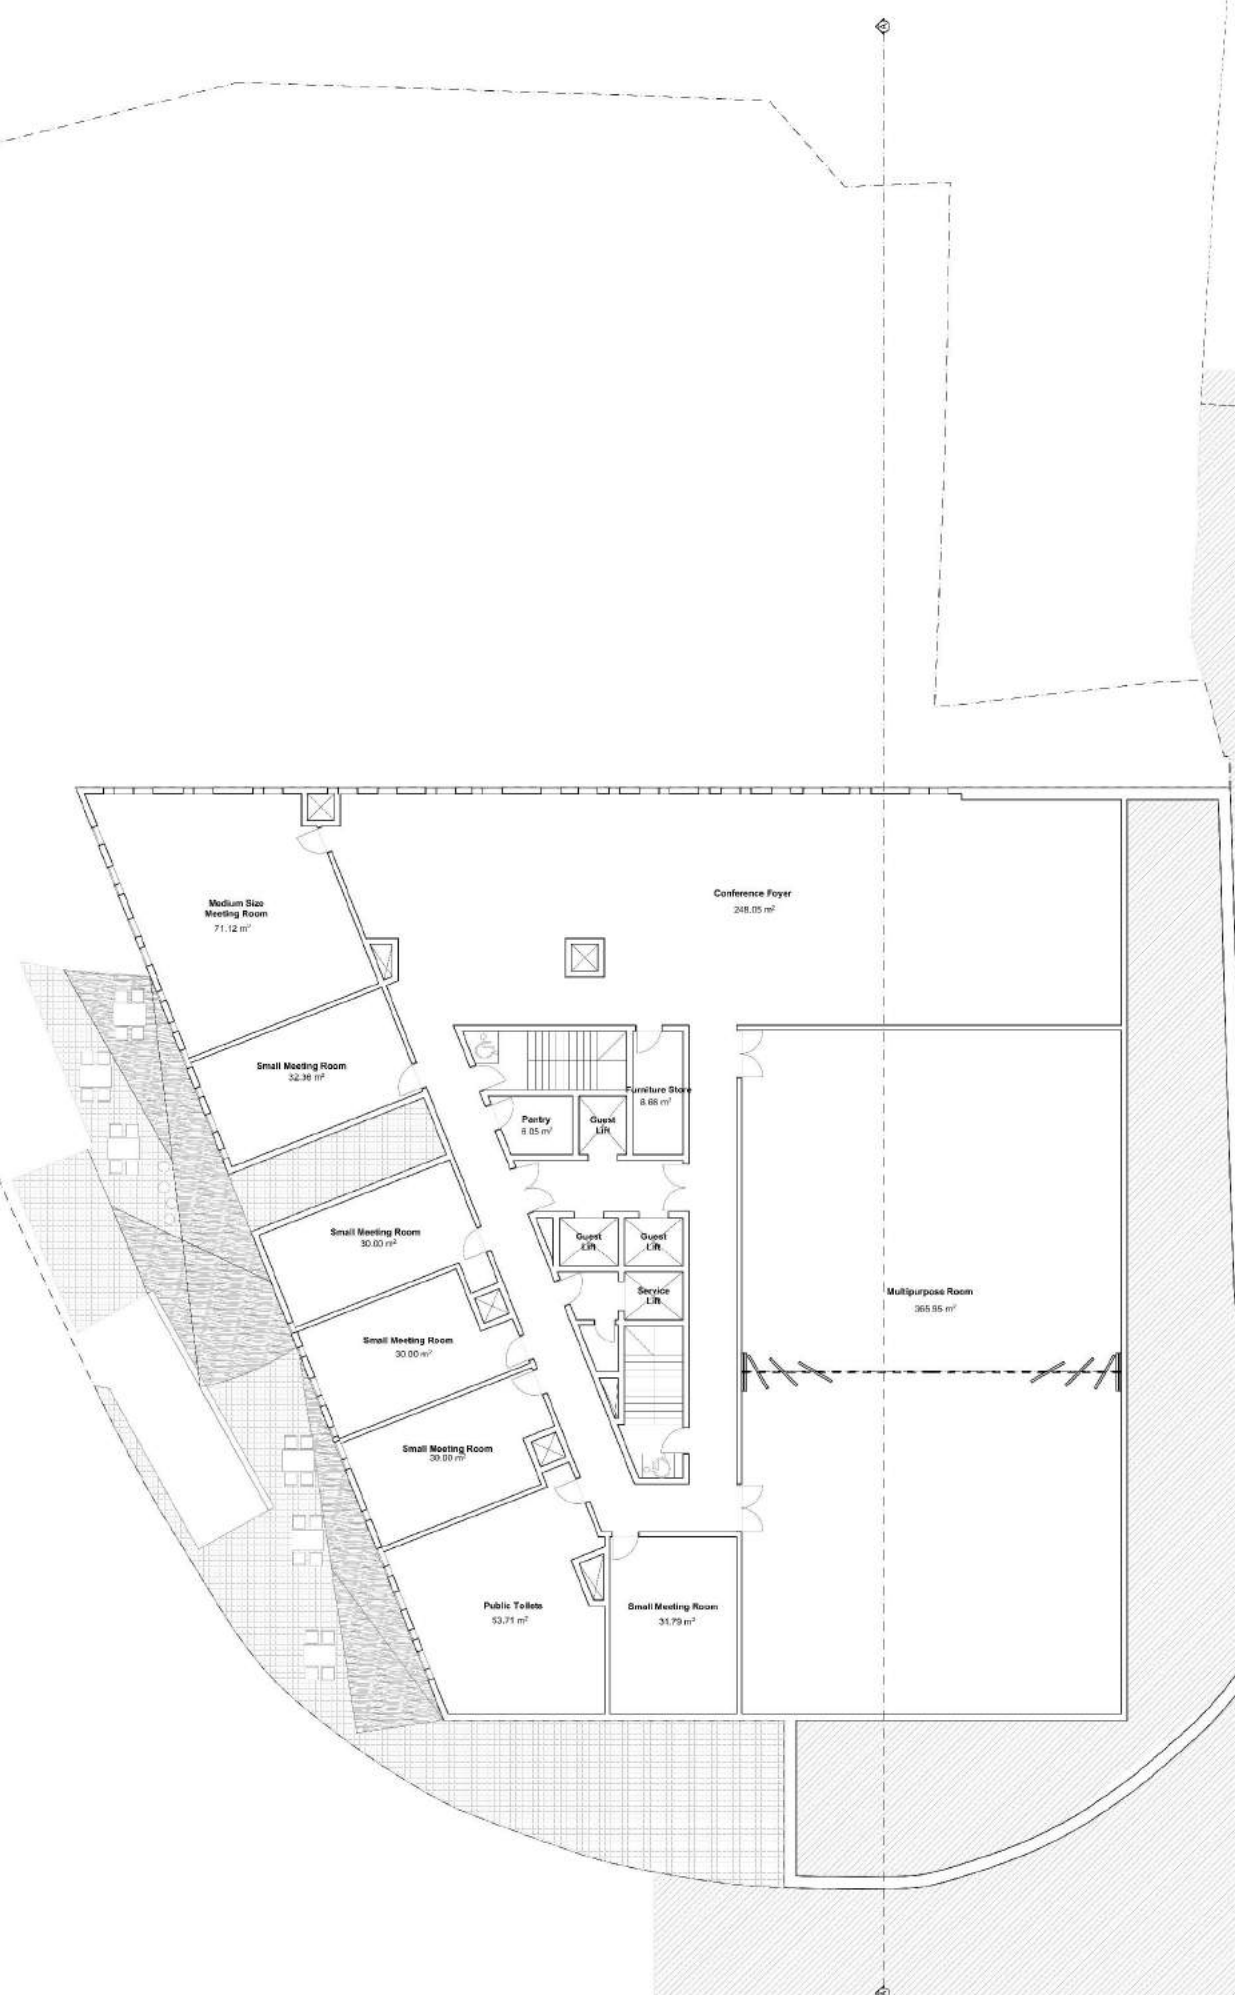 A
Conference Foyer
248.05 m²
Medium Size
Meeting Room
71.12 m²
Small Meeting Room
32.36 m²
Furniture Store
8.68 m²
Pantry
6.05 m²
Guest
Lift
Small Meeting Room
30.00 m²
Guest
Lift
Guest
Lift
Service
Lift
Multipurpose Room
365.95 m²
Small Meeting Room
30.00 m²
Small Meeting Room
30.00 m²
Public Toilets
53.71 m²
Small Meeting Room
31.79 m²